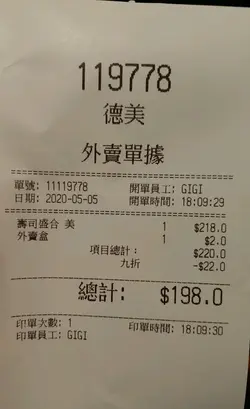 119778
德美
外賣單據
單號: 11119778 開單員工: GIGI
日期: 2020-05-05 開單時間: 18:09:29
壽司盛合 美 1 $218.0
外賣盒 1 $2.0
項目總計: $220.0
九折 -$22.0
總計: $198.0
印單次數: 1 印單時間: 18:09:30
印單員工: GIGI